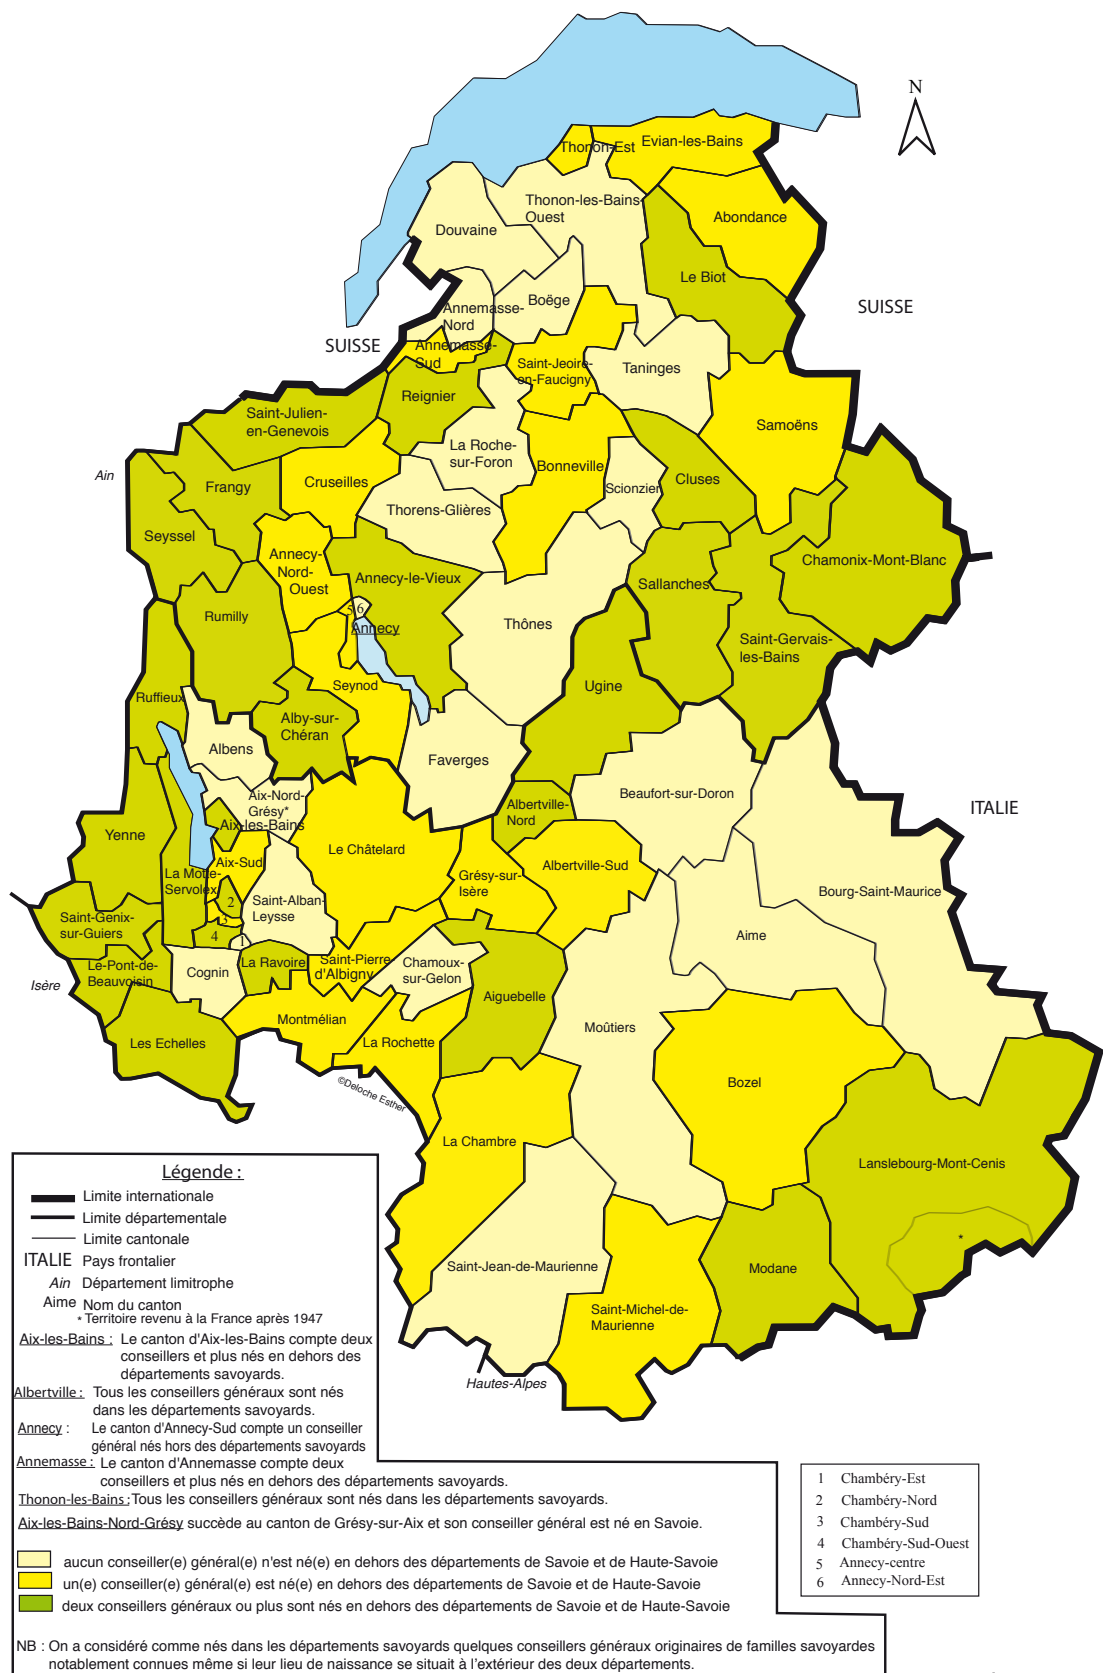 N
Thonon-Est
Evian-les-Bains
Thonon-les-Bains
Ouest
Abondance
Douvaine
Le Biot
Boëge
SUISSE
Annemasse-
Nord
SUISSE
Annemasse-
Sud
Saint-Jeoire-
en-Faucigny
Taninges
Reignier
Saint-Julien-
en-Genevois
Samoëns
La Roche-
sur-Foron
Bonneville
Ain
Cruseilles
Frangy
Scionzier
Cluses
Thorens-Glières
Seyssel
Annecy-
Nord-
Ouest
Annecy-le-Vieux
Chamonix-Mont-Blanc
Sallanches
5
6
Rumilly
Annecy
Thônes
Saint-Gervais-
les-Bains
Seynod
Ugine
Ruffieux
Alby-sur-
Chéran
Albens
Faverges
Aix-Nord-
Grésy*
Beaufort-sur-Doron
Albertville-
Nord
ITALIE
Aix-les-Bains
Yenne
Le Châtelard
Aix-Sud
Albertville-Sud
La Motte-
Servolex
Grésy-sur-
Isère
Bourg-Saint-Maurice
2
Saint-Alban-
Leysse
Saint-Genix-
sur-Guiers
3
4
1
Aime
Le-Pont-de-
Beauvoisin
Cognin
La Ravoire
Saint-Pierre
d'Albigny
Chamoux-
sur-Gelon
Isère
Aiguebelle
Montmélian
Moûtiers
Les Echelles
La Rochette
Bozel
©Deloche Esther
La Chambre
Lanslebourg-Mont-Cenis
*
Saint-Jean-de-Maurienne
Modane
Saint-Michel-de-
Maurienne
Hautes-Alpes
Légende :
Limite internationale
Limite départementale
Limite cantonale
ITALIE Pays frontalier
Ain Département limitrophe
Aime Nom du canton
* Territoire revenu à la France après 1947
Aix-les-Bains : Le canton d'Aix-les-Bains compte deux
conseillers et plus nés en dehors des
départements savoyards.
Albertville : Tous les conseillers généraux sont nés
dans les départements savoyards.
Annecy : Le canton d'Annecy-Sud compte un conseiller
général nés hors des départements savoyards
Annemasse : Le canton d'Annemasse compte deux
conseillers et plus nés en dehors des départements savoyards.
Thonon-les-Bains : Tous les conseillers généraux sont nés dans les départements savoyards.
Aix-les-Bains-Nord-Grésy succède au canton de Grésy-sur-Aix et son conseiller général est né en Savoie.
aucun conseiller(e) général(e) n'est né(e) en dehors des départements de Savoie et de Haute-Savoie
un(e) conseiller(e) général(e) est né(e) en dehors des départements de Savoie et de Haute-Savoie
deux conseillers généraux ou plus sont nés en dehors des départements de Savoie et de Haute-Savoie
NB : On a considéré comme nés dans les départements savoyards quelques conseillers généraux originaires de familles savoyardes
notablement connues même si leur lieu de naissance se situait à l'extérieur des deux départements.
1 Chambéry-Est
2 Chambéry-Nord
3 Chambéry-Sud
4 Chambéry-Sud-Ouest
5 Annecy-centre
6 Annecy-Nord-Est